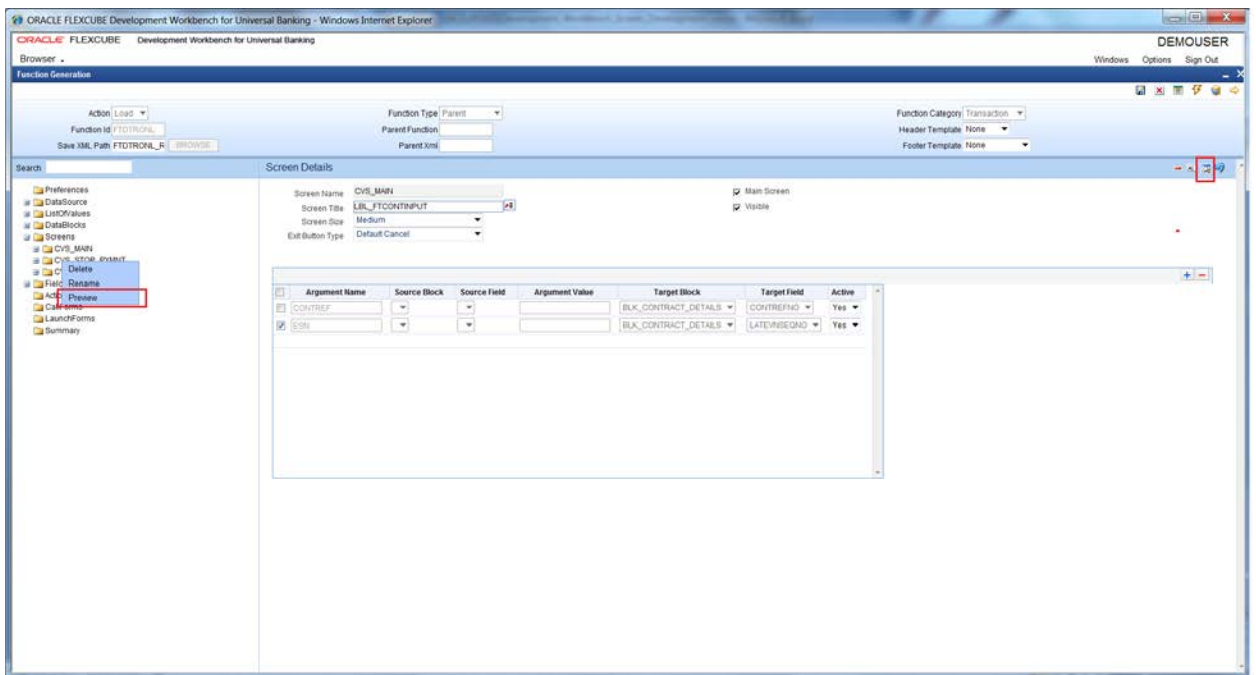 ORACLE FLEXCUBE Development Workbench for Universal Banking - Windows Internet Explorer
ORACLE FLEXCUBE Development Workbench for Universal Banking
DEMOUSER
Browser
Windows Options Sign Out
Function Generation
Action Load Function Type Parent Function Category Transaction
Function Id FTDTRONL Parent Function Header Template None
Save XML Path FTDTRONL_R BROWSE Parent Xml Footer Template None
Search Screen Details
Preferences
DataSource
ListOfValues
DataBlocks
Screens
CVS_MAIN
CVS_STOP_PYMNT
Delete
Rename
Preview
CallForms
LaunchForms
Summary
Screen Name CVS_MAIN Main Screen
Screen Title LBL_FTCONTINPUT Visible
Screen Size Medium
Exit Button Type Default Cancel
Argument Name Source Block Source Field Argument Value Target Block Target Field Active
CONTREF BLK_CONTRACT_DETAILS CONTREFNO Yes
ESN BLK_CONTRACT_DETAILS LATEVNSEQNO Yes